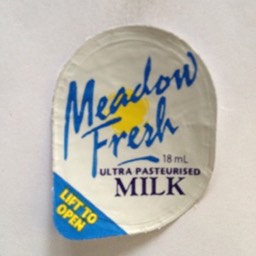 Meadow
Fresh
18 mL
ULTRA PASTEURISED
MILK
LIFT TO
OPEN